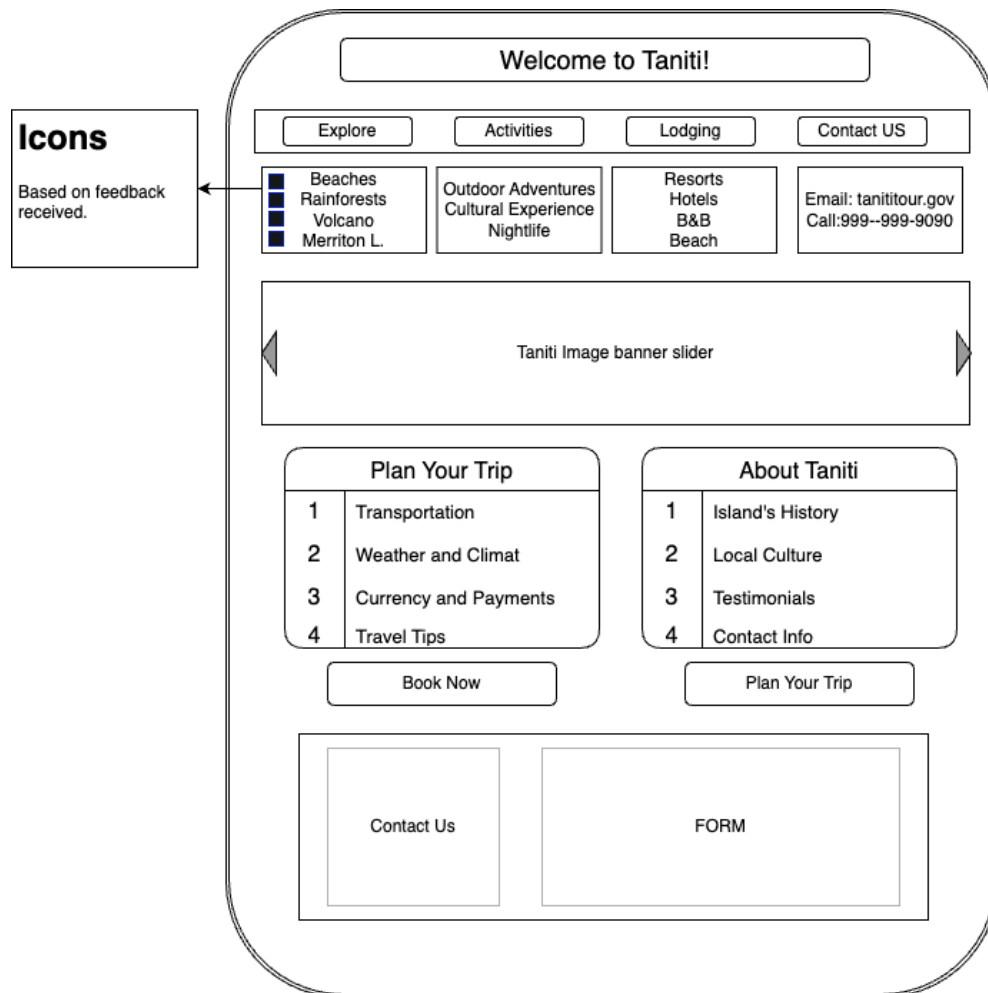 Welcome to Taniti!
Explore
Activities
Lodging
Contact US
Icons
Based on feedback
received.
Beaches
Rainforests
Volcano
Merriton L.
Outdoor Adventures
Cultural Experience
Nightlife
Resorts
Hotels
B&B
Beach
Email: tanititour.gov
Call:999--999-9090
Taniti Image banner slider
Plan Your Trip
1 Transportation
2 Weather and Climat
3 Currency and Payments
4 Travel Tips
About Taniti
1 Island's History
2 Local Culture
3 Testimonials
4 Contact Info
Book Now
Plan Your Trip
Contact Us
FORM